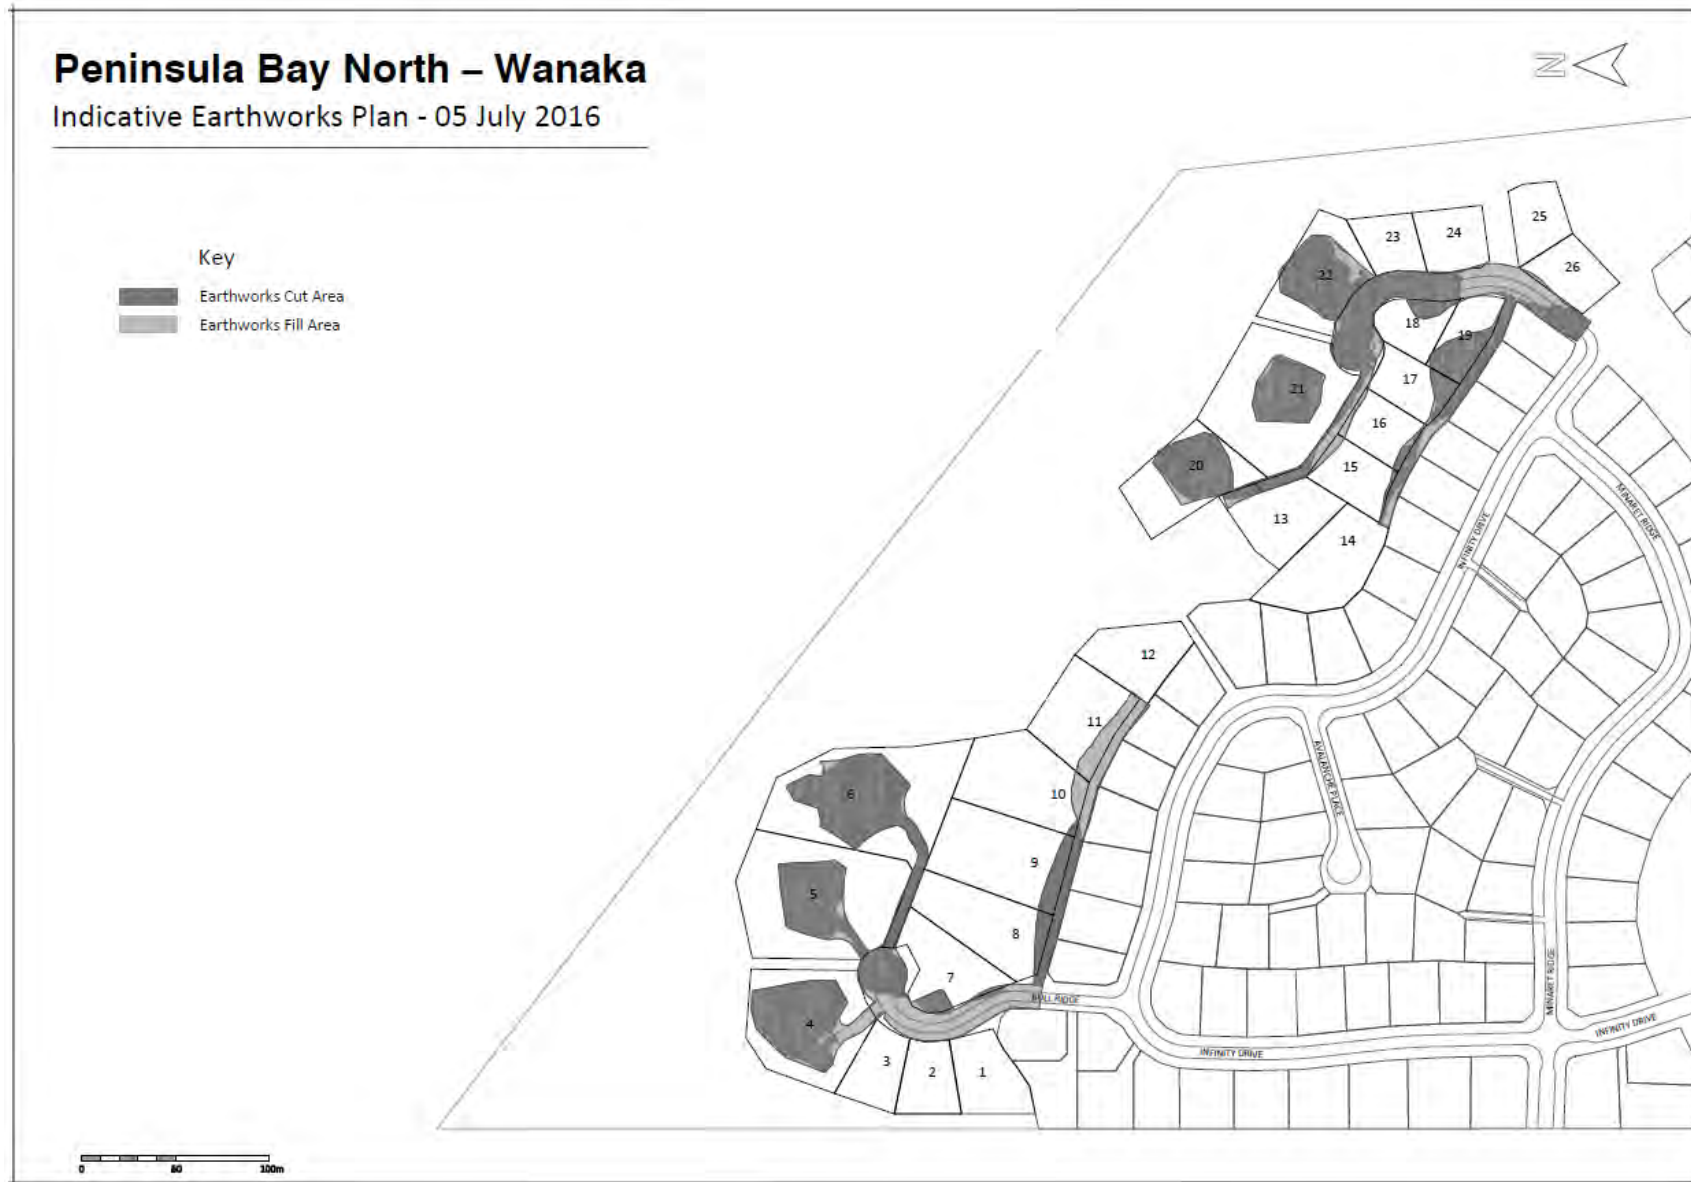 Peninsula Bay North – Wanaka
Indicative Earthworks Plan - 05 July 2016
N
Key
Earthworks Cut Area
Earthworks Fill Area
25
23
24
26
22
18
19
21
17
16
20
15
13
14
12
11
10
6
9
5
8
7
4
3
2
1
MINARET RIDGE
INFINITY DRIVE
AVALANCHE PLACE
BULL RIDGE
MINARET RIDGE
INFINITY DRIVE
INFINITY DRIVE
0 50 100m